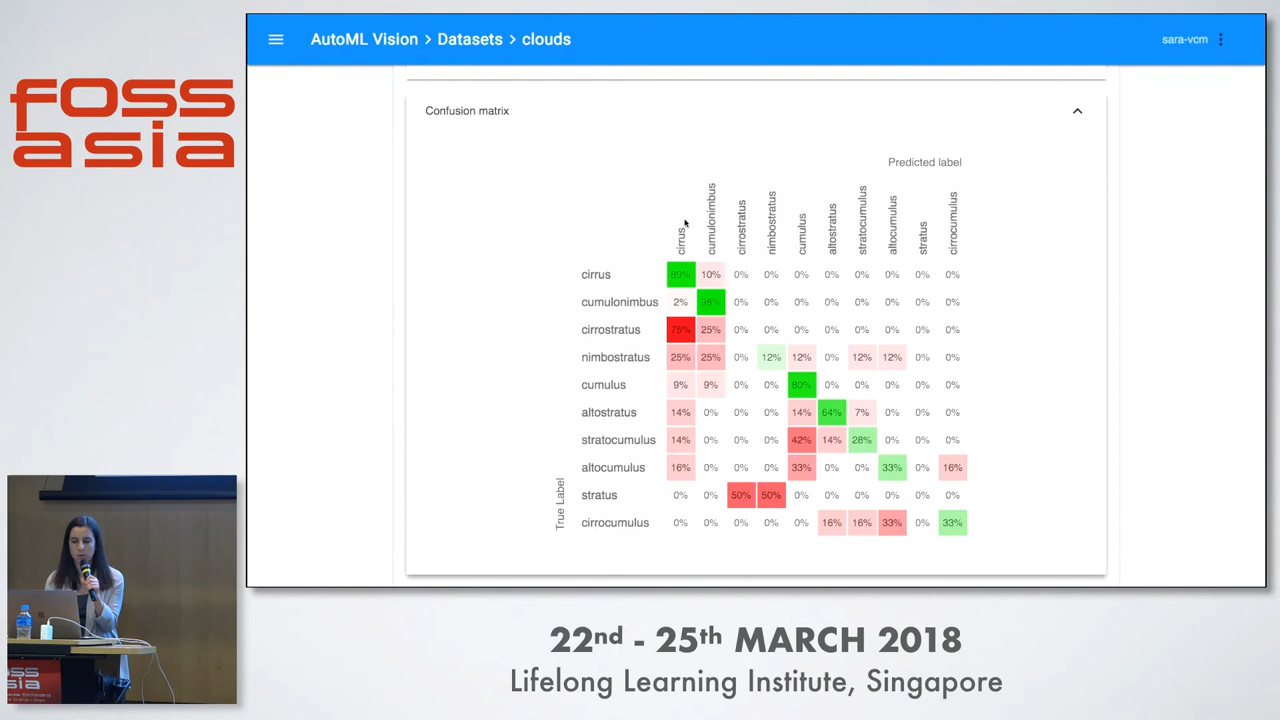 foss
asia
AutoML Vision > Datasets > clouds
sara-vcm
Confusion matrix
Predicted label
cirrus cumulonimbus cirrostratus nimbostratus cumulus altostratus stratocumulus altocumulus stratus cirrocumulus
True Label
cirrus 89% 10% 0% 0% 0% 0% 0% 0% 0% 0%
cumulonimbus 2% 98% 0% 0% 0% 0% 0% 0% 0% 0%
cirrostratus 75% 25% 0% 0% 0% 0% 0% 0% 0% 0%
nimbostratus 25% 25% 0% 12% 12% 0% 12% 12% 0% 0%
cumulus 9% 9% 0% 0% 80% 0% 0% 0% 0% 0%
altostratus 14% 0% 0% 0% 14% 64% 7% 0% 0% 0%
stratocumulus 14% 0% 0% 0% 42% 14% 28% 0% 0% 0%
altocumulus 16% 0% 0% 0% 33% 0% 0% 33% 0% 16%
stratus 0% 0% 50% 50% 0% 0% 0% 0% 0% 0%
cirrocumulus 0% 0% 0% 0% 0% 16% 16% 33% 0% 33%
foss
asia
22nd - 25th MARCH 2018
Lifelong Learning Institute, Singapore